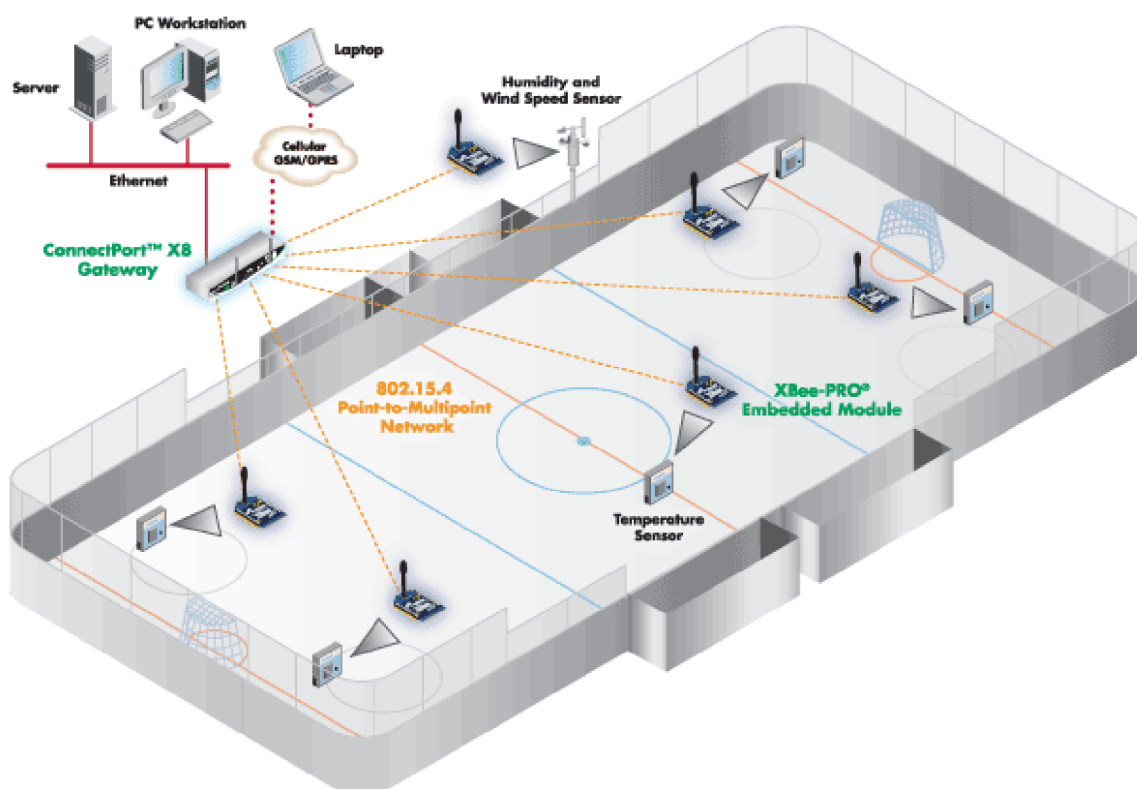 PC Workstation
Laptop
Server
Humidity and
Wind Speed Sensor
Cellular
GSM/GPRS
Ethernet
ConnectPort™ X8
Gateway
802.15.4
Point-to-Multipoint
Network
XBee-PRO®
Embedded Module
Temperature
Sensor